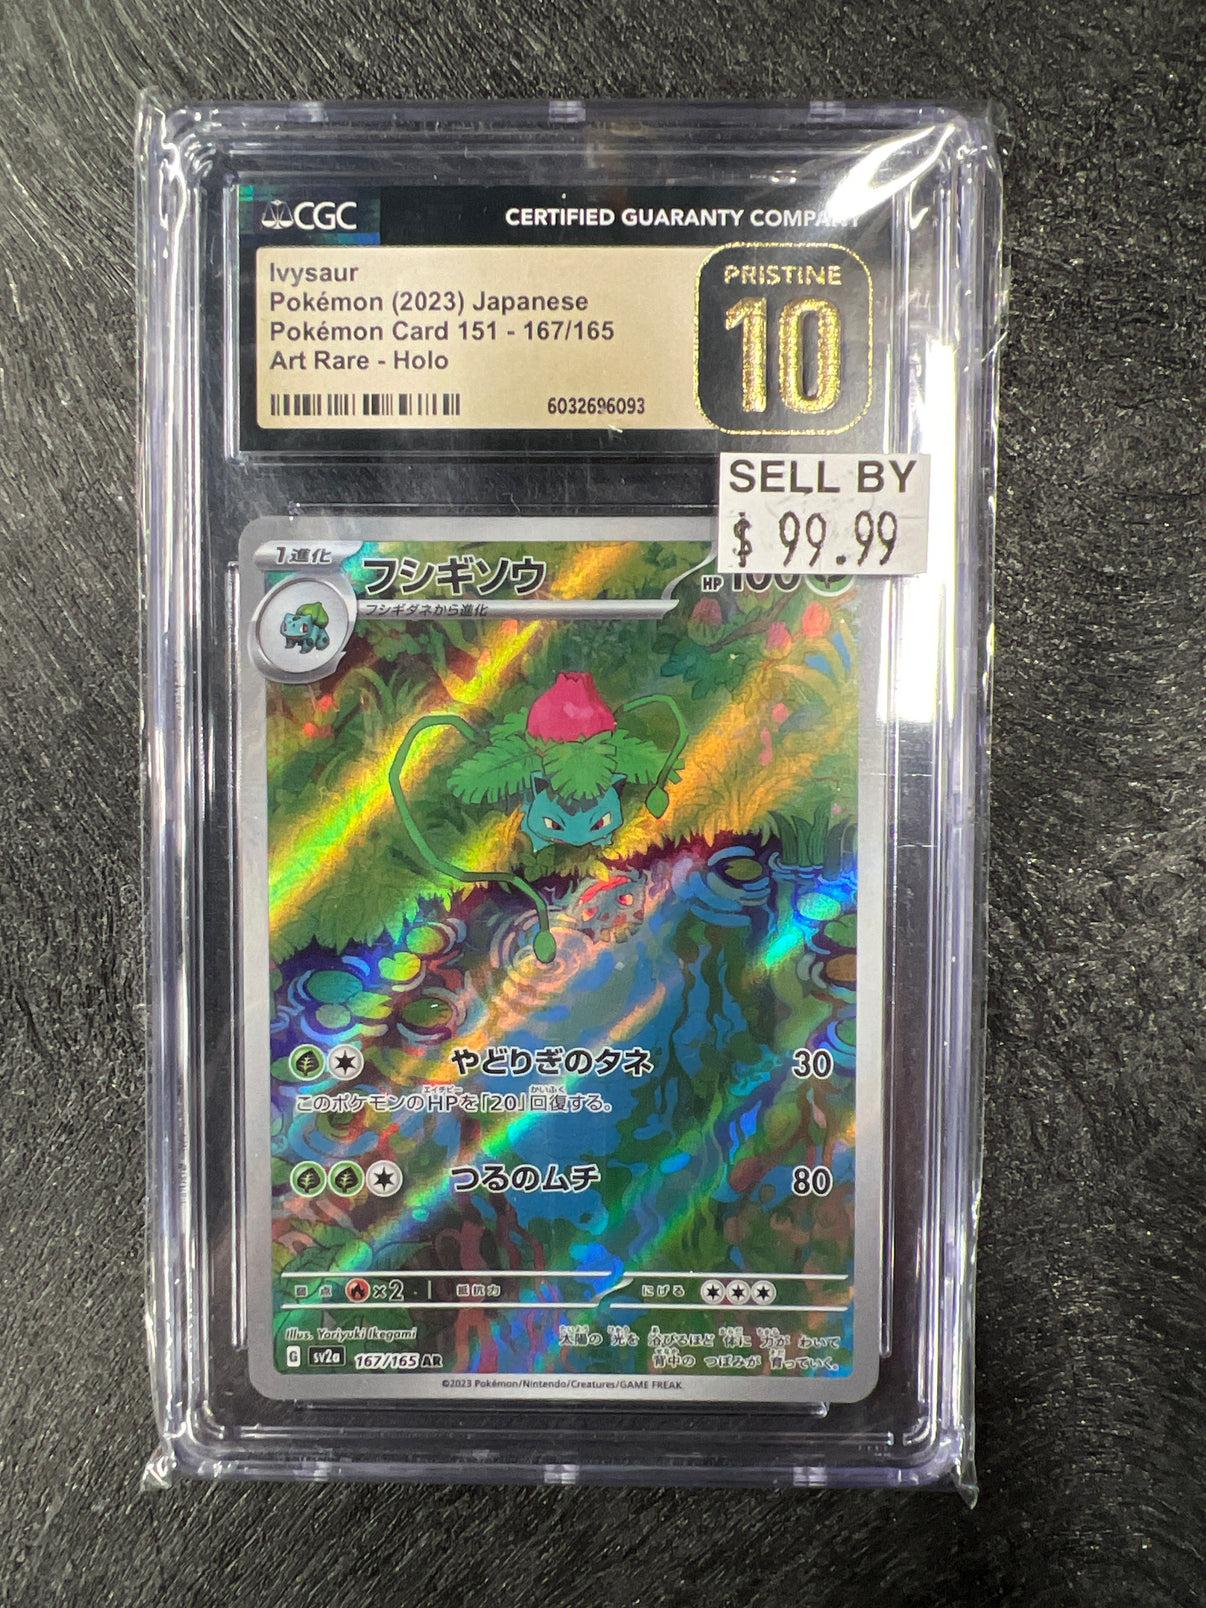 CGC
CERTIFIED GUARANTY COMPANY
Ivysaur
Pokémon (2023) Japanese
Pokémon Card 151 - 167/165
Art Rare - Holo
6032696093
PRISTINE
10
SELL BY
$ 99.99
1進化
フシギソウ
HP 100
フシギダネから進化
やどりぎのタネ 30
このポケモンのHPを「20」回復する。
つるのムチ 80
弱点 ×2 抵抗力 にげる
Illus. Yoriyuki Ikegami
太陽の 光を 浴びるほど 体に 力が わいて
背中の つぼみが 育っていく。
G sv2a 167/165 AR
©2023 Pokémon/Nintendo/Creatures/GAME FREAK